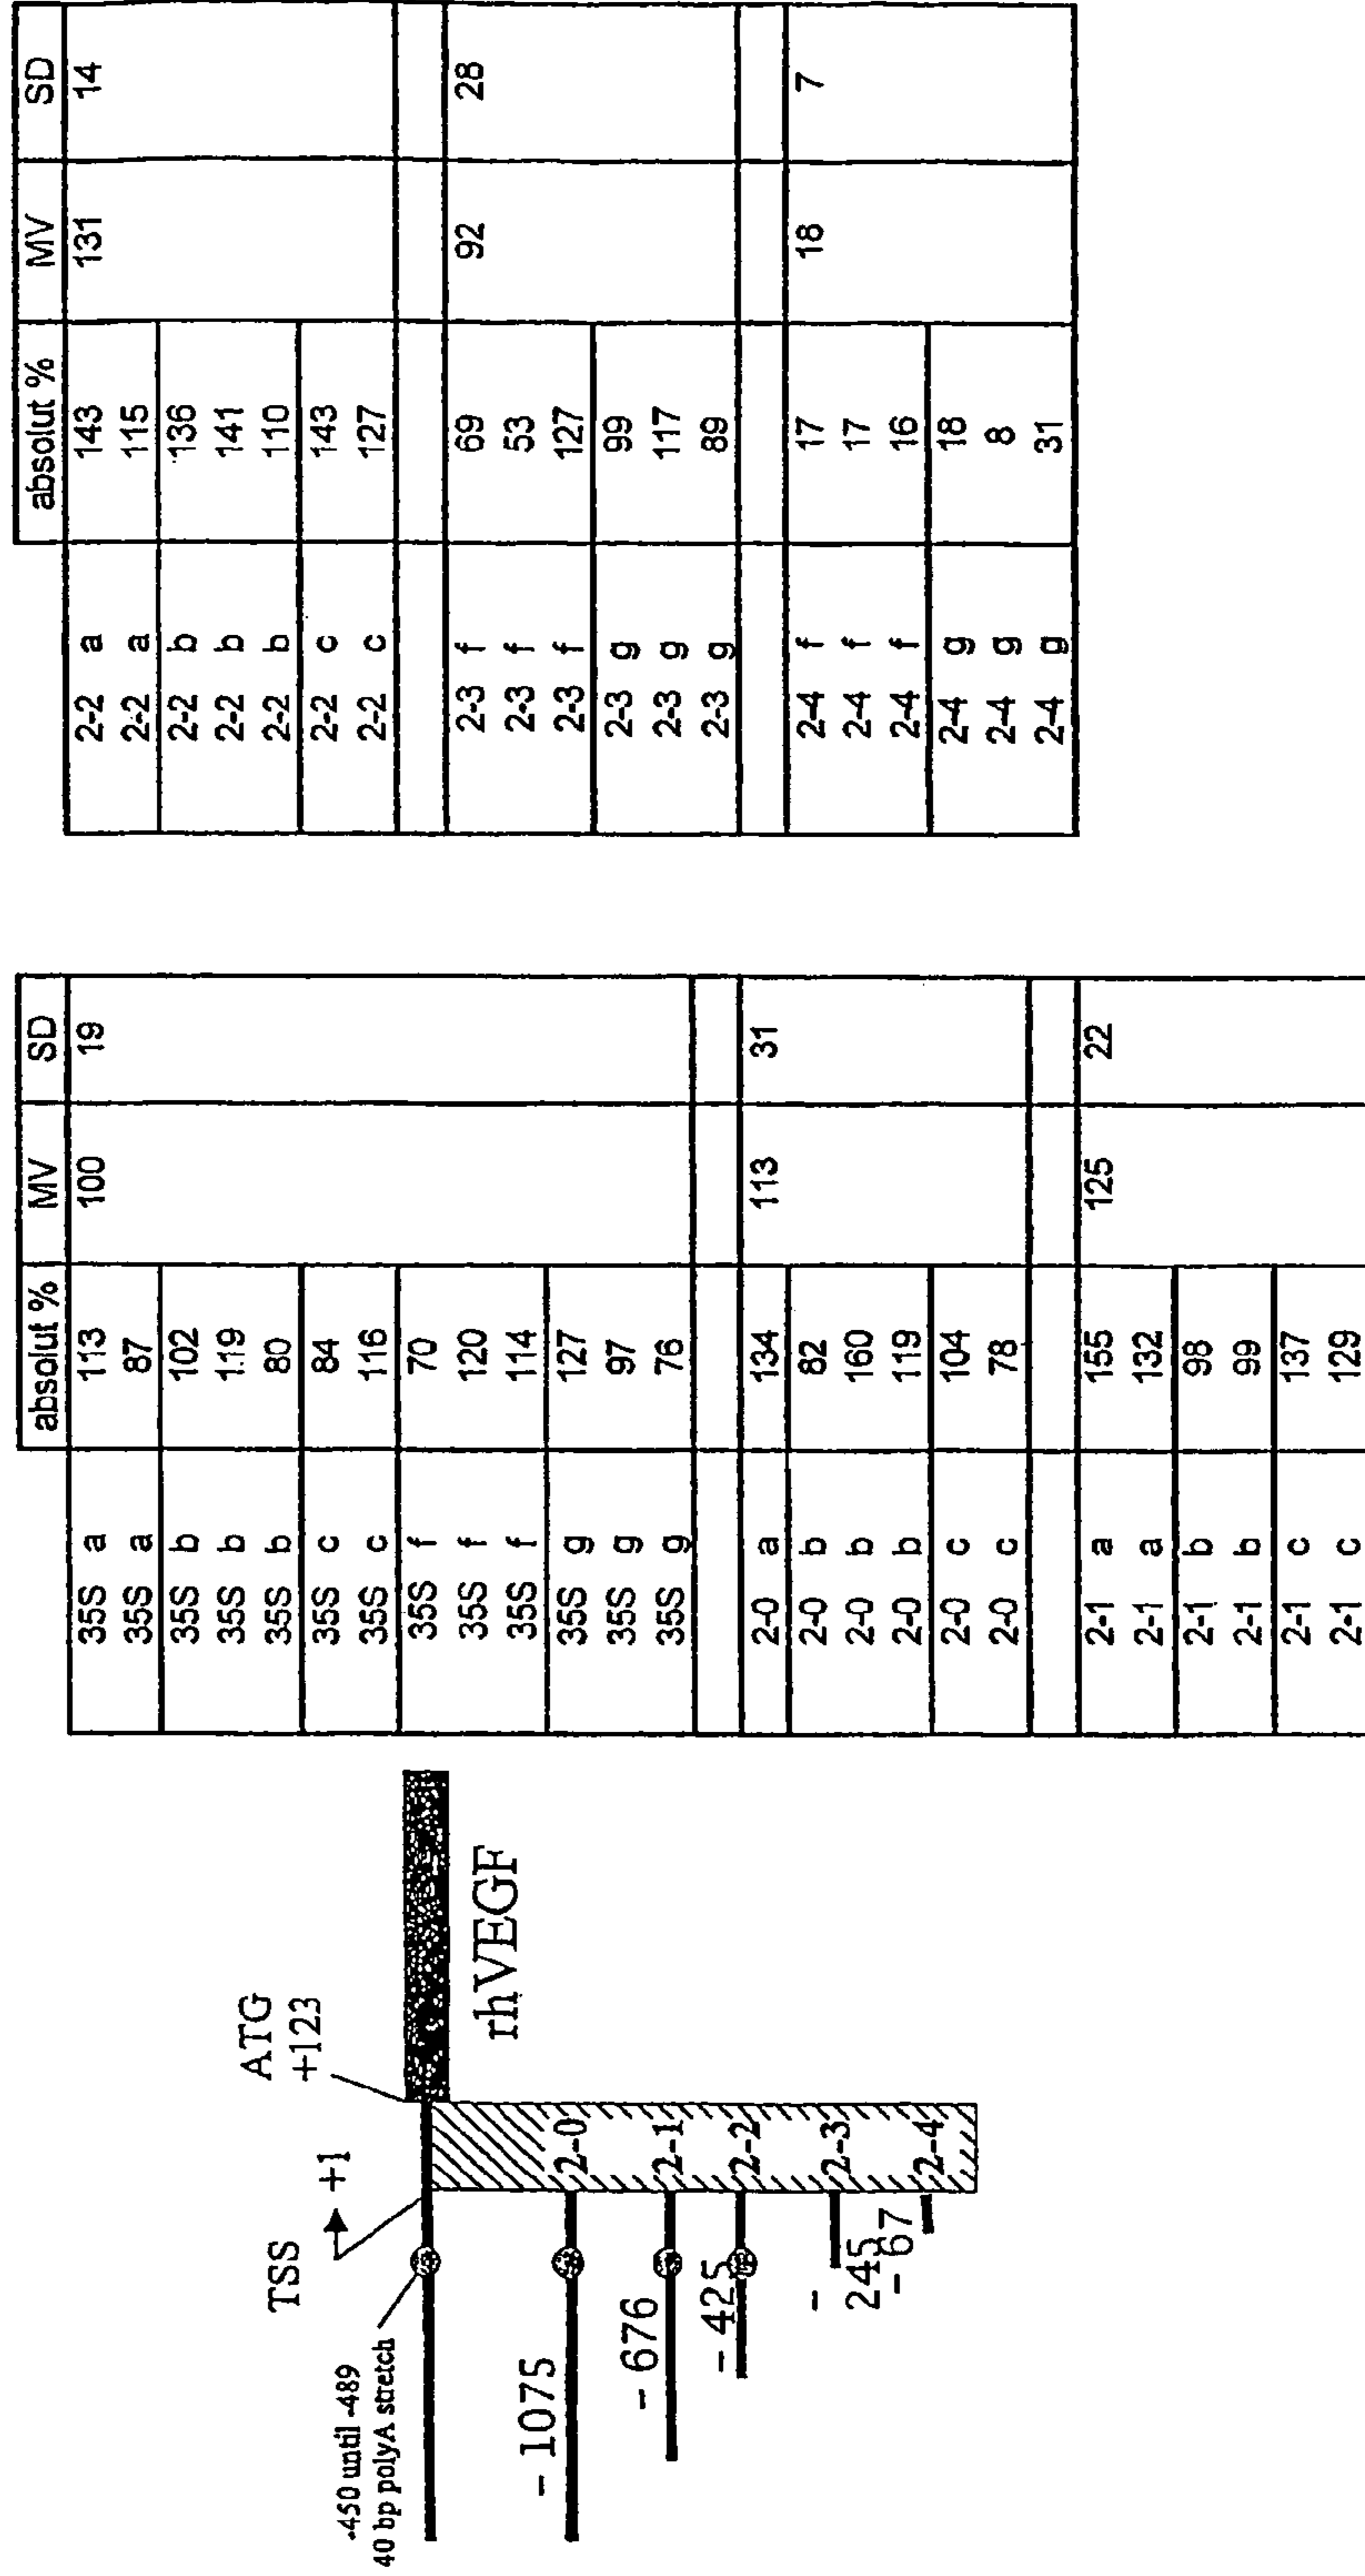 -450 until -489
40 bp polyA stretch
TSS
+1
ATG
+123
rhVEGF
- 1075
2-0
- 676
2-1
- 425
2-2
- 245
2-3
- 67
2-4
absolut % MV SD
35S a 113 100 19
35S a 87
35S b 102
35S b 119
35S b 80
35S c 84
35S c 116
35S f 70
35S f 120
35S f 114
35S g 127
35S g 97
35S g 76
2-0 a 134 113 31
2-0 b 82
2-0 b 160
2-0 b 119
2-0 c 104
2-0 c 78
2-1 a 155 125 22
2-1 a 132
2-1 b 98
2-1 b 99
2-1 c 137
2-1 c 129
absolut % MV SD
2-2 a 143 131 14
2-2 a 115
2-2 b 136
2-2 b 141
2-2 b 110
2-2 c 143
2-2 c 127
2-3 f 69 92 28
2-3 f 53
2-3 f 127
2-3 g 99
2-3 g 117
2-3 g 89
2-4 f 17 18 7
2-4 f 17
2-4 f 16
2-4 g 18
2-4 g 8
2-4 g 31